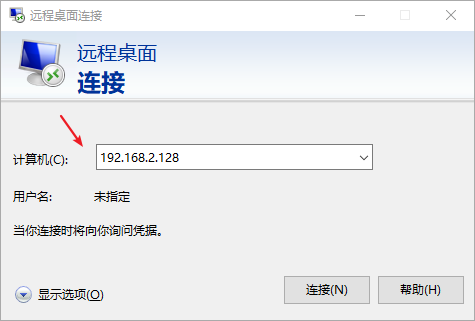 远程桌面连接
远程桌面
连接
计算机(C): 192.168.2.128
用户名: 未指定
当你连接时将向你询问凭据。
显示选项(O) 连接(N) 帮助(H)